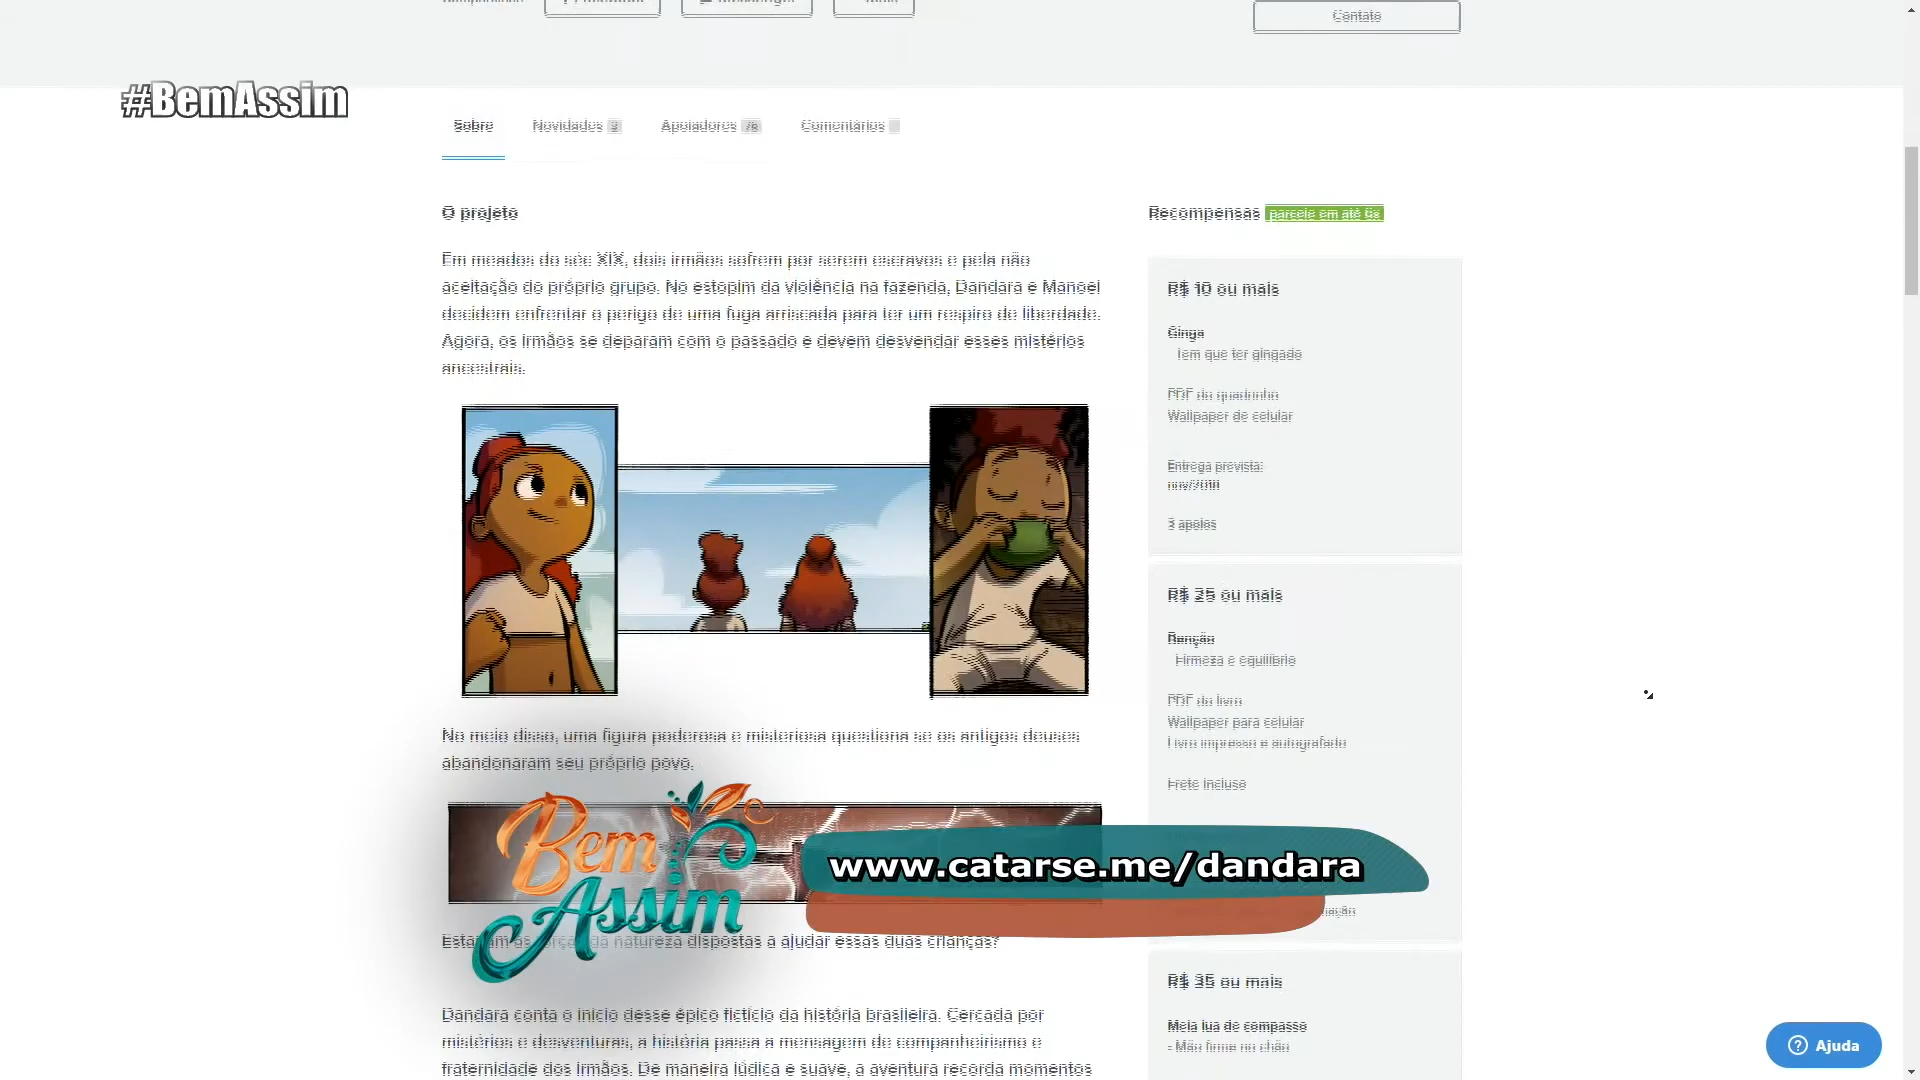 Contato
#BemAssim
Sobre Novidades Apoiadores Comentários
O projeto
Em meados do séc XIX, dois irmãos sofrem por serem escravos e pela não
aceitação do próprio grupo. No estopim da violência na fazenda, Dandara e Manoel
decidem enfrentar o perigo de uma fuga arriscada para ter um respiro de liberdade.
Agora, os irmãos se deparam com o passado e devem desvendar esses mistérios
ancestrais.
No meio disso, uma figura poderosa e misteriosa questiona se os antigos deuses
abandonaram seu próprio povo.
Bem
Assim
www.catarse.me/dandara
da natureza dispostas a ajudar essas duas crianças?
Dandara conta o início desse épico fictício da história brasileira. Cercada por
mistérios e desventuras, a história passa a mensagem de companheirismo e
fraternidade dos irmãos. De maneira lúdica e suave, a aventura recorda momentos
Recompensas parcele em até 6x
R$ 10 ou mais
Ginga
Tem que ter gingado
PDF do quadrinho
Wallpaper de celular
Entrega prevista:
3 apoios
R$ 25 ou mais
Benção
Firmeza e equilíbrio
PDF do livro
Wallpaper para celular
Livro impresso e autografado
Frete incluso
R$ 35 ou mais
Meia lua de compasso
- Mão firme no chão
Ajuda